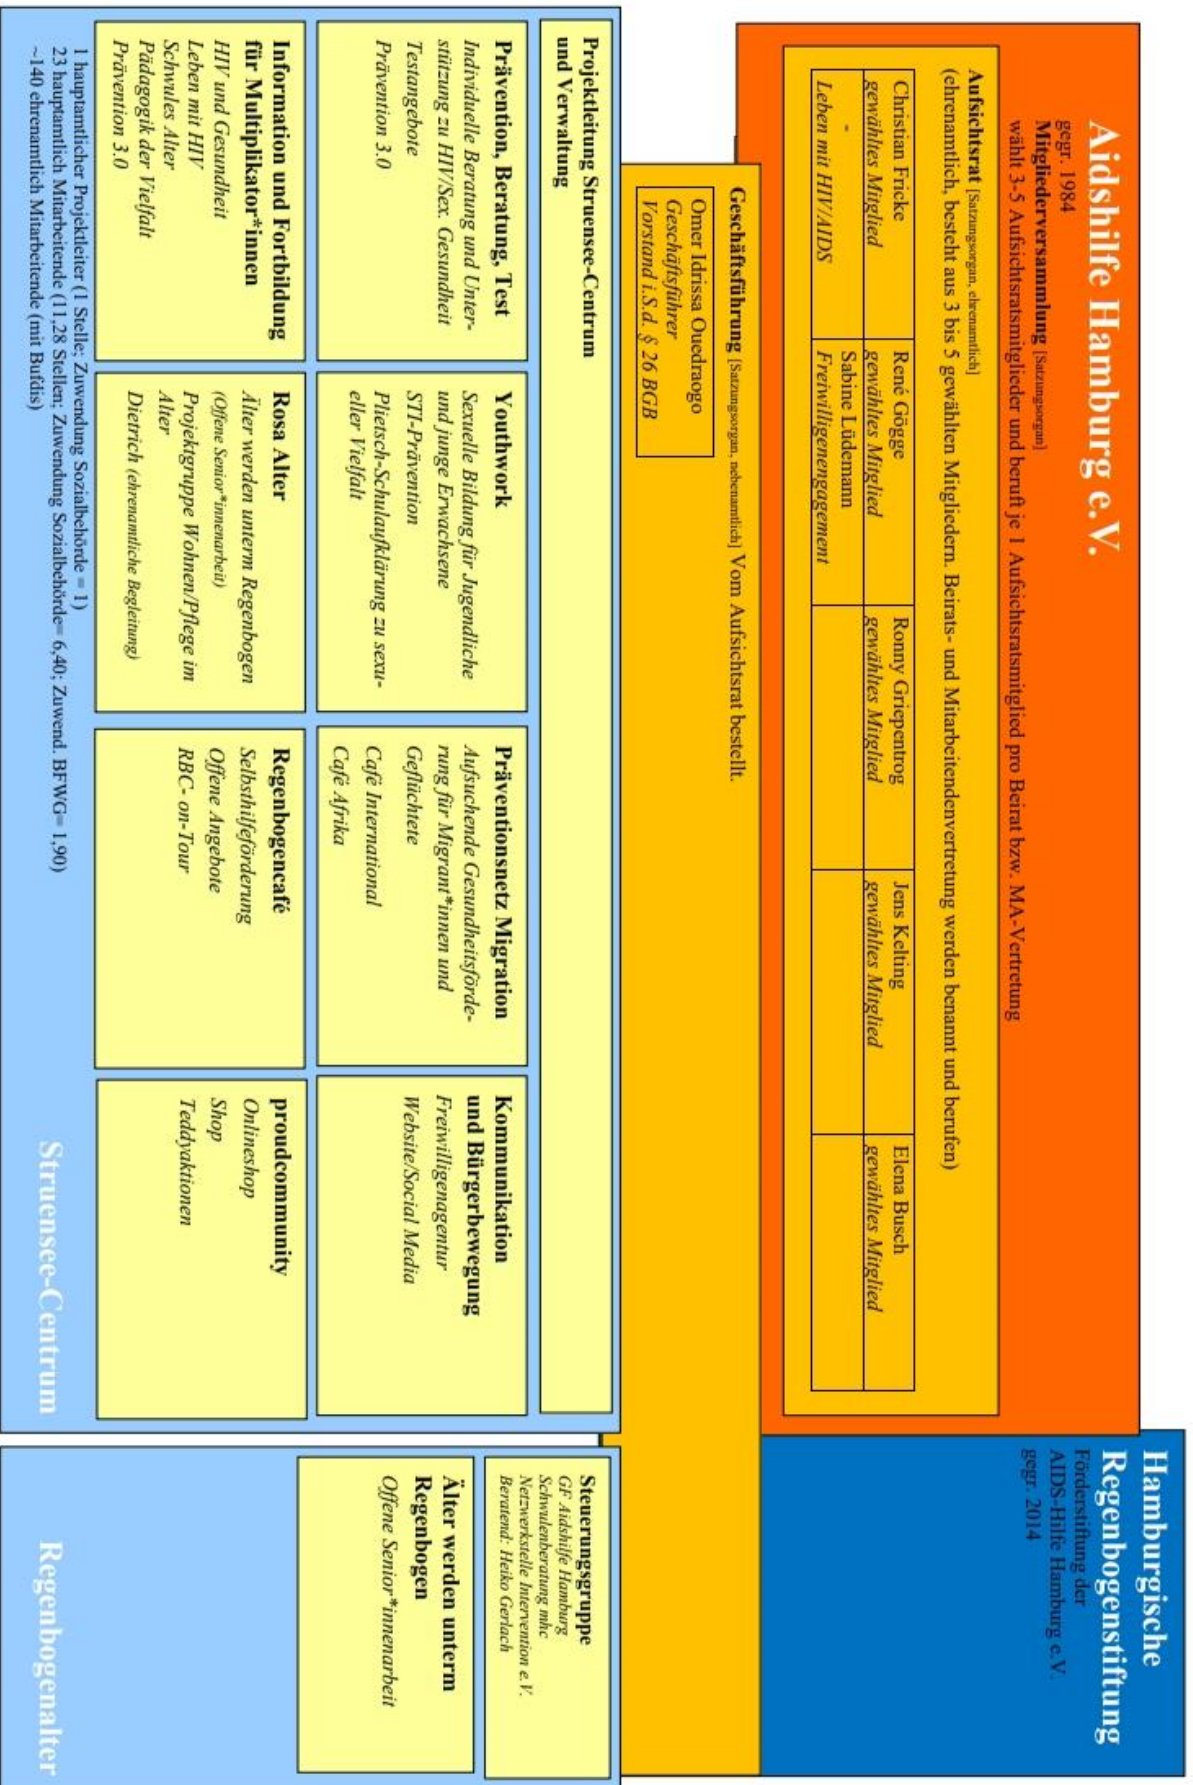 Aidshilfe Hamburg e.V.
gegr. 1984
Mitgliederversammlung [Satzungsorgan]
wählt 3-5 Aufsichtsratsmitglieder und beruft je 1 Aufsichtsratsmitglied pro Beirat bzw. MA-Vertretung
Aufsichtsrat [Satzungsorgan, ehrenamtlich]
(ehrenamtlich, besteht aus 3 bis 5 gewählten Mitgliedern. Beirats- und Mitarbeitendenvertretung werden benannt und berufen)
Christian Fricke
gewähltes Mitglied
-
Leben mit HIV/AIDS
René Gögge
gewähltes Mitglied
Sabine Lüdemann
Freiwilligenengagement
Ronny Griepentrog
gewähltes Mitglied
Jens Kelting
gewähltes Mitglied
Elena Busch
gewähltes Mitglied
Hamburgische
Regenbogenstiftung
Förderstiftung der
AIDS-Hilfe Hamburg e.V.
gegr. 2014
Geschäftsführung [Satzungsorgan, nebenamtlich] Vom Aufsichtsrat bestellt.
Omer Idrissa Ouedraogo
Geschäftsführer
Vorstand i.S.d. § 26 BGB
Projektleitung Struensee-Centrum
und Verwaltung
Prävention, Beratung, Test
Individuelle Beratung und Unter-
stützung zu HIV/Sex. Gesundheit
Testangebote
Prävention 3.0
Youthwork
Sexuelle Bildung für Jugendliche
und junge Erwachsene
STI-Prävention
Plietsch-Schulaufklärung zu sexu-
eller Vielfalt
Präventionsnetz Migration
Aufsuchende Gesundheitsförde-
rung für Migrant*innen und
Geflüchtete
Café International
Café Afrika
Kommunikation
und Bürgerbewegung
Freiwilligenagentur
Website/Social Media
Information und Fortbildung
für Multiplikator*innen
HIV und Gesundheit
Leben mit HIV
Schwules Alter
Pädagogik der Vielfalt
Prävention 3.0
Rosa Alter
Älter werden unterm Regenbogen
(Offene Senior*innenarbeit)
Projektgruppe Wohnen/Pflege im
Alter
Dietrich (ehrenamtliche Begleitung)
Regenbogencafé
Selbsthilfeförderung
Offene Angebote
RBC- on-Tour
proudcommunity
Onlineshop
Shop
Teddyaktionen
1 hauptamtlicher Projektleiter (1 Stelle; Zuwendung Sozialbehörde = 1)
23 hauptamtlich Mitarbeitende (11,28 Stellen; Zuwendung Sozialbehörde= 6,40; Zuwend. BFWG= 1,90)
~140 ehrenamtlich Mitarbeitende (mit Bufdis)
Struensee-Centrum
Steuerungsgruppe
GF Aidshilfe Hamburg
Schwulenberatung mhc
Netzwerkstelle Intervention e.V.
Beratend: Heiko Gerlach
Älter werden unterm
Regenbogen
Offene Senior*innenarbeit
Regenbogenalter